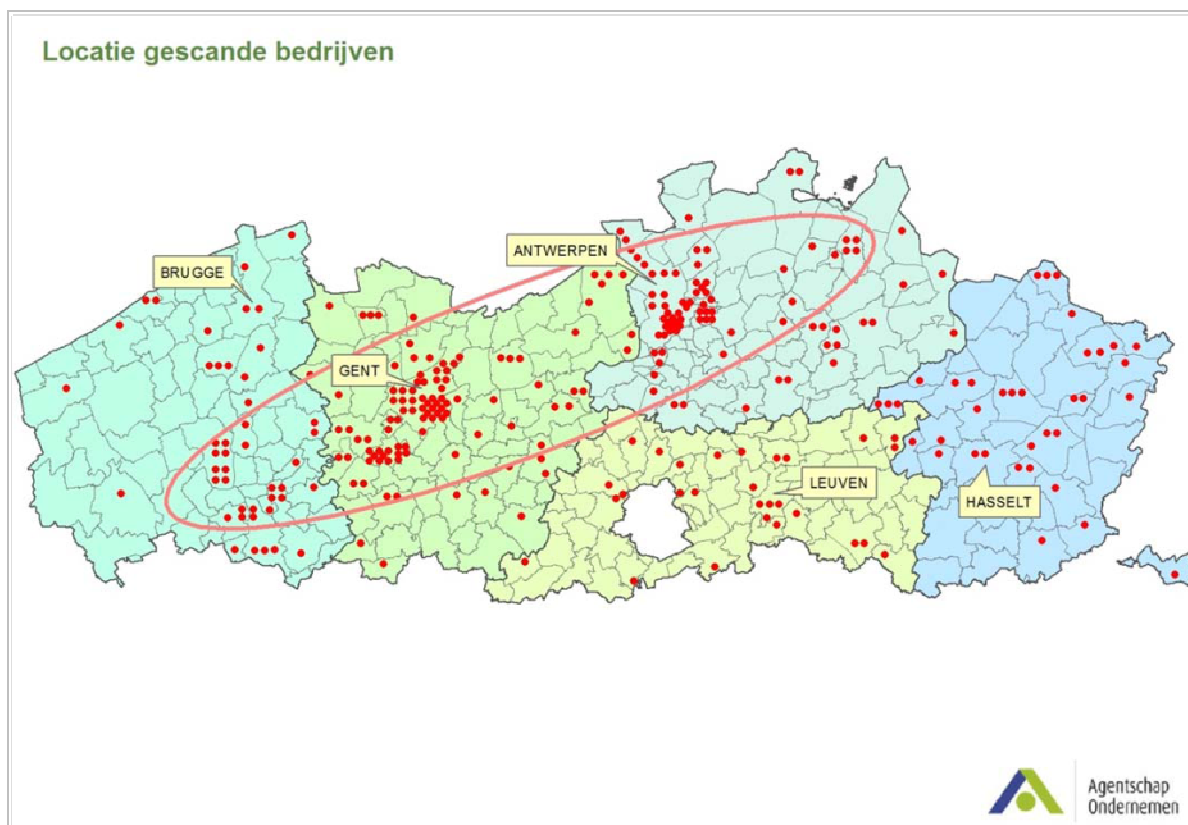 Locatie gescande bedrijven
ANTWERPEN
BRUGGE
GENT
LEUVEN
HASSELT
Agentschap
Ondernemen